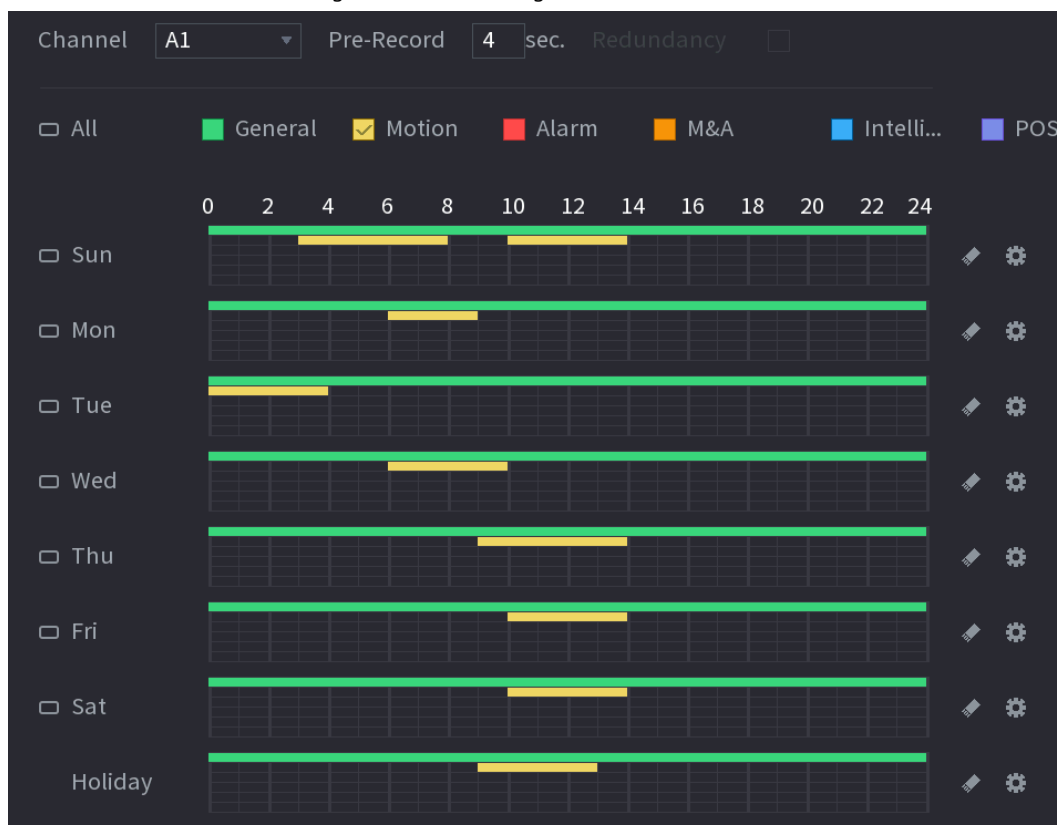 Channel A1 Pre-Record 4 sec. Redundancy
All General Motion Alarm M&A Intelli... POS
0 2 4 6 8 10 12 14 16 18 20 22 24
Sun
Mon
Tue
Wed
Thu
Fri
Sat
Holiday